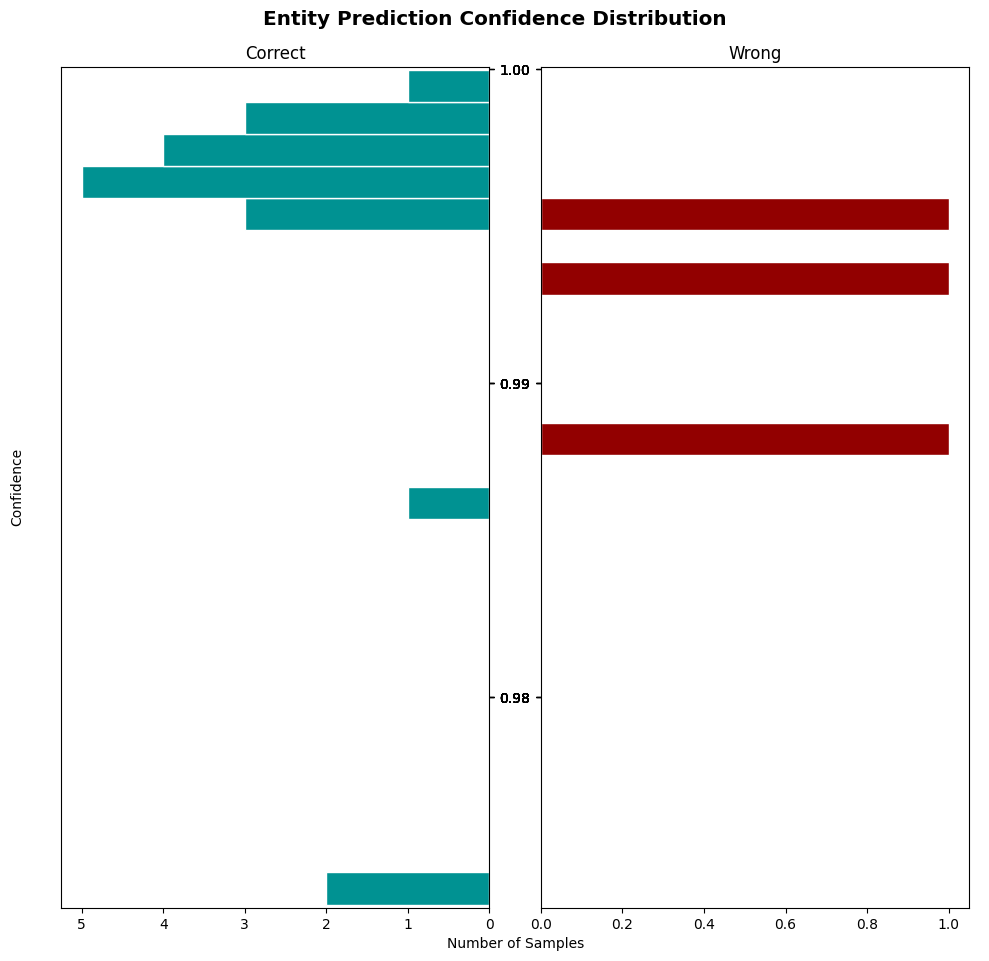 Entity Prediction Confidence Distribution
Correct
Wrong
1.00
0.99
0.98
Confidence
5 4 3 2 1 0
0.0 0.2 0.4 0.6 0.8 1.0
Number of Samples